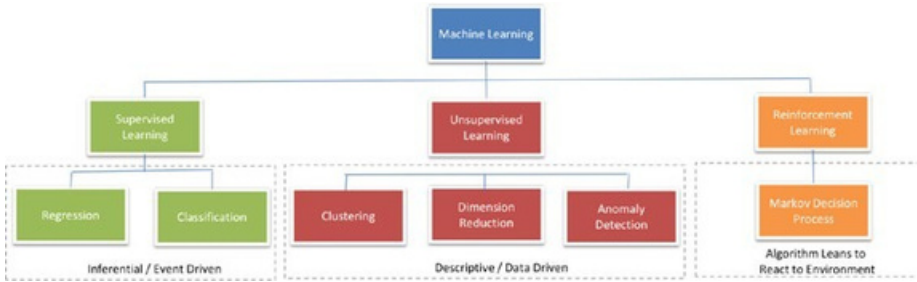 Machine Learning
Supervised
Learning
Unsupervised
Learning
Reinforcement
Learning
Regression
Classification
Clustering
Dimension
Reduction
Anomaly
Detection
Markov Decision
Process
Inferential / Event Driven
Descriptive / Data Driven
Algorithm Leans to
React to Environment